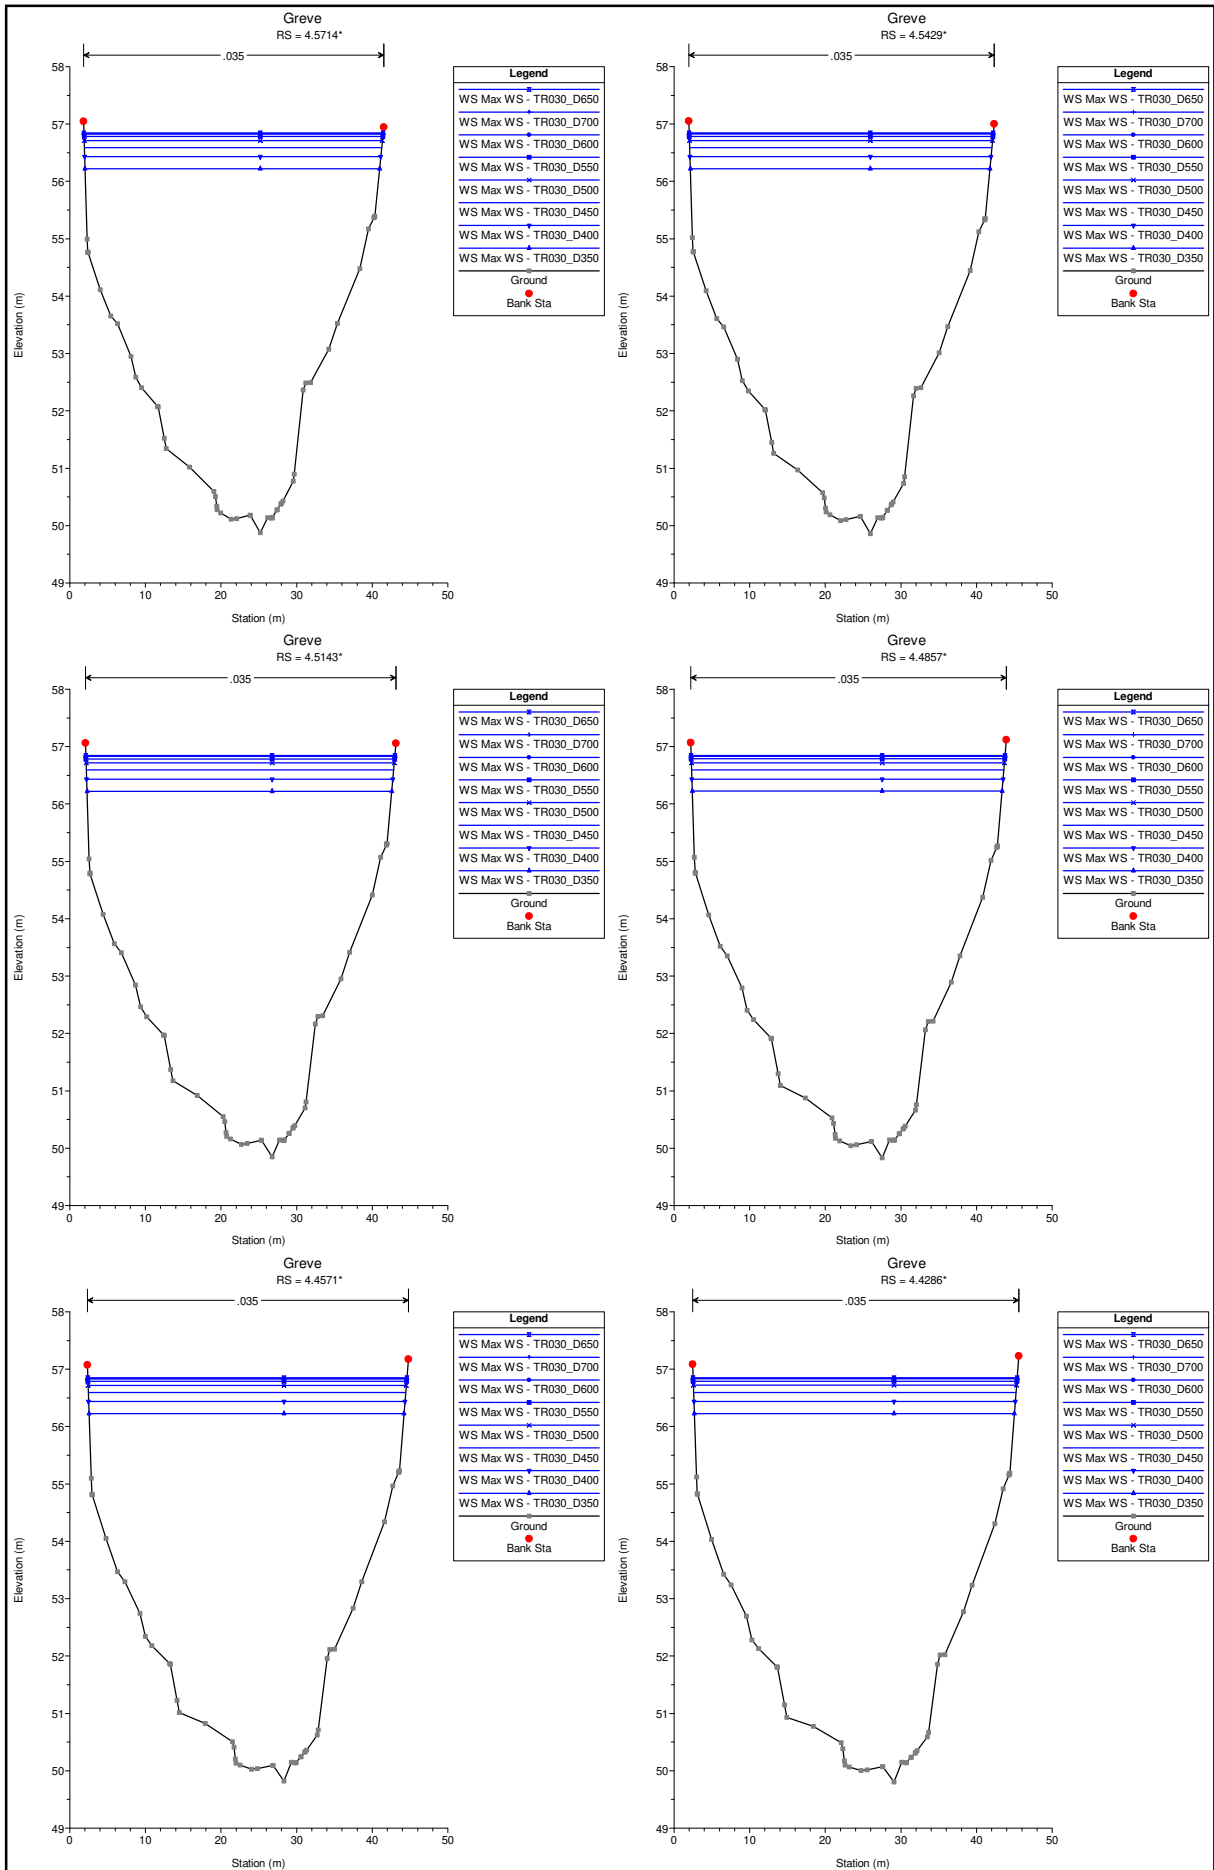 Greve
RS = 4.5714*
.035
Legend
WS Max WS - TR030_D650
WS Max WS - TR030_D700
WS Max WS - TR030_D600
WS Max WS - TR030_D550
WS Max WS - TR030_D500
WS Max WS - TR030_D450
WS Max WS - TR030_D400
WS Max WS - TR030_D350
Ground
Bank Sta
58
57
56
55
54
53
52
51
50
49
Elevation (m)
0 10 20 30 40 50
Station (m)
Greve
RS = 4.5429*
.035
Legend
WS Max WS - TR030_D650
WS Max WS - TR030_D700
WS Max WS - TR030_D600
WS Max WS - TR030_D550
WS Max WS - TR030_D500
WS Max WS - TR030_D450
WS Max WS - TR030_D400
WS Max WS - TR030_D350
Ground
Bank Sta
58
57
56
55
54
53
52
51
50
49
Elevation (m)
0 10 20 30 40 50
Station (m)
Greve
RS = 4.5143*
.035
Legend
WS Max WS - TR030_D650
WS Max WS - TR030_D700
WS Max WS - TR030_D600
WS Max WS - TR030_D550
WS Max WS - TR030_D500
WS Max WS - TR030_D450
WS Max WS - TR030_D400
WS Max WS - TR030_D350
Ground
Bank Sta
58
57
56
55
54
53
52
51
50
49
Elevation (m)
0 10 20 30 40 50
Station (m)
Greve
RS = 4.4857*
.035
Legend
WS Max WS - TR030_D650
WS Max WS - TR030_D700
WS Max WS - TR030_D600
WS Max WS - TR030_D550
WS Max WS - TR030_D500
WS Max WS - TR030_D450
WS Max WS - TR030_D400
WS Max WS - TR030_D350
Ground
Bank Sta
58
57
56
55
54
53
52
51
50
49
Elevation (m)
0 10 20 30 40 50
Station (m)
Greve
RS = 4.4571*
.035
Legend
WS Max WS - TR030_D650
WS Max WS - TR030_D700
WS Max WS - TR030_D600
WS Max WS - TR030_D550
WS Max WS - TR030_D500
WS Max WS - TR030_D450
WS Max WS - TR030_D400
WS Max WS - TR030_D350
Ground
Bank Sta
58
57
56
55
54
53
52
51
50
49
Elevation (m)
0 10 20 30 40 50
Station (m)
Greve
RS = 4.4286*
.035
Legend
WS Max WS - TR030_D650
WS Max WS - TR030_D700
WS Max WS - TR030_D600
WS Max WS - TR030_D550
WS Max WS - TR030_D500
WS Max WS - TR030_D450
WS Max WS - TR030_D400
WS Max WS - TR030_D350
Ground
Bank Sta
58
57
56
55
54
53
52
51
50
49
Elevation (m)
0 10 20 30 40 50
Station (m)